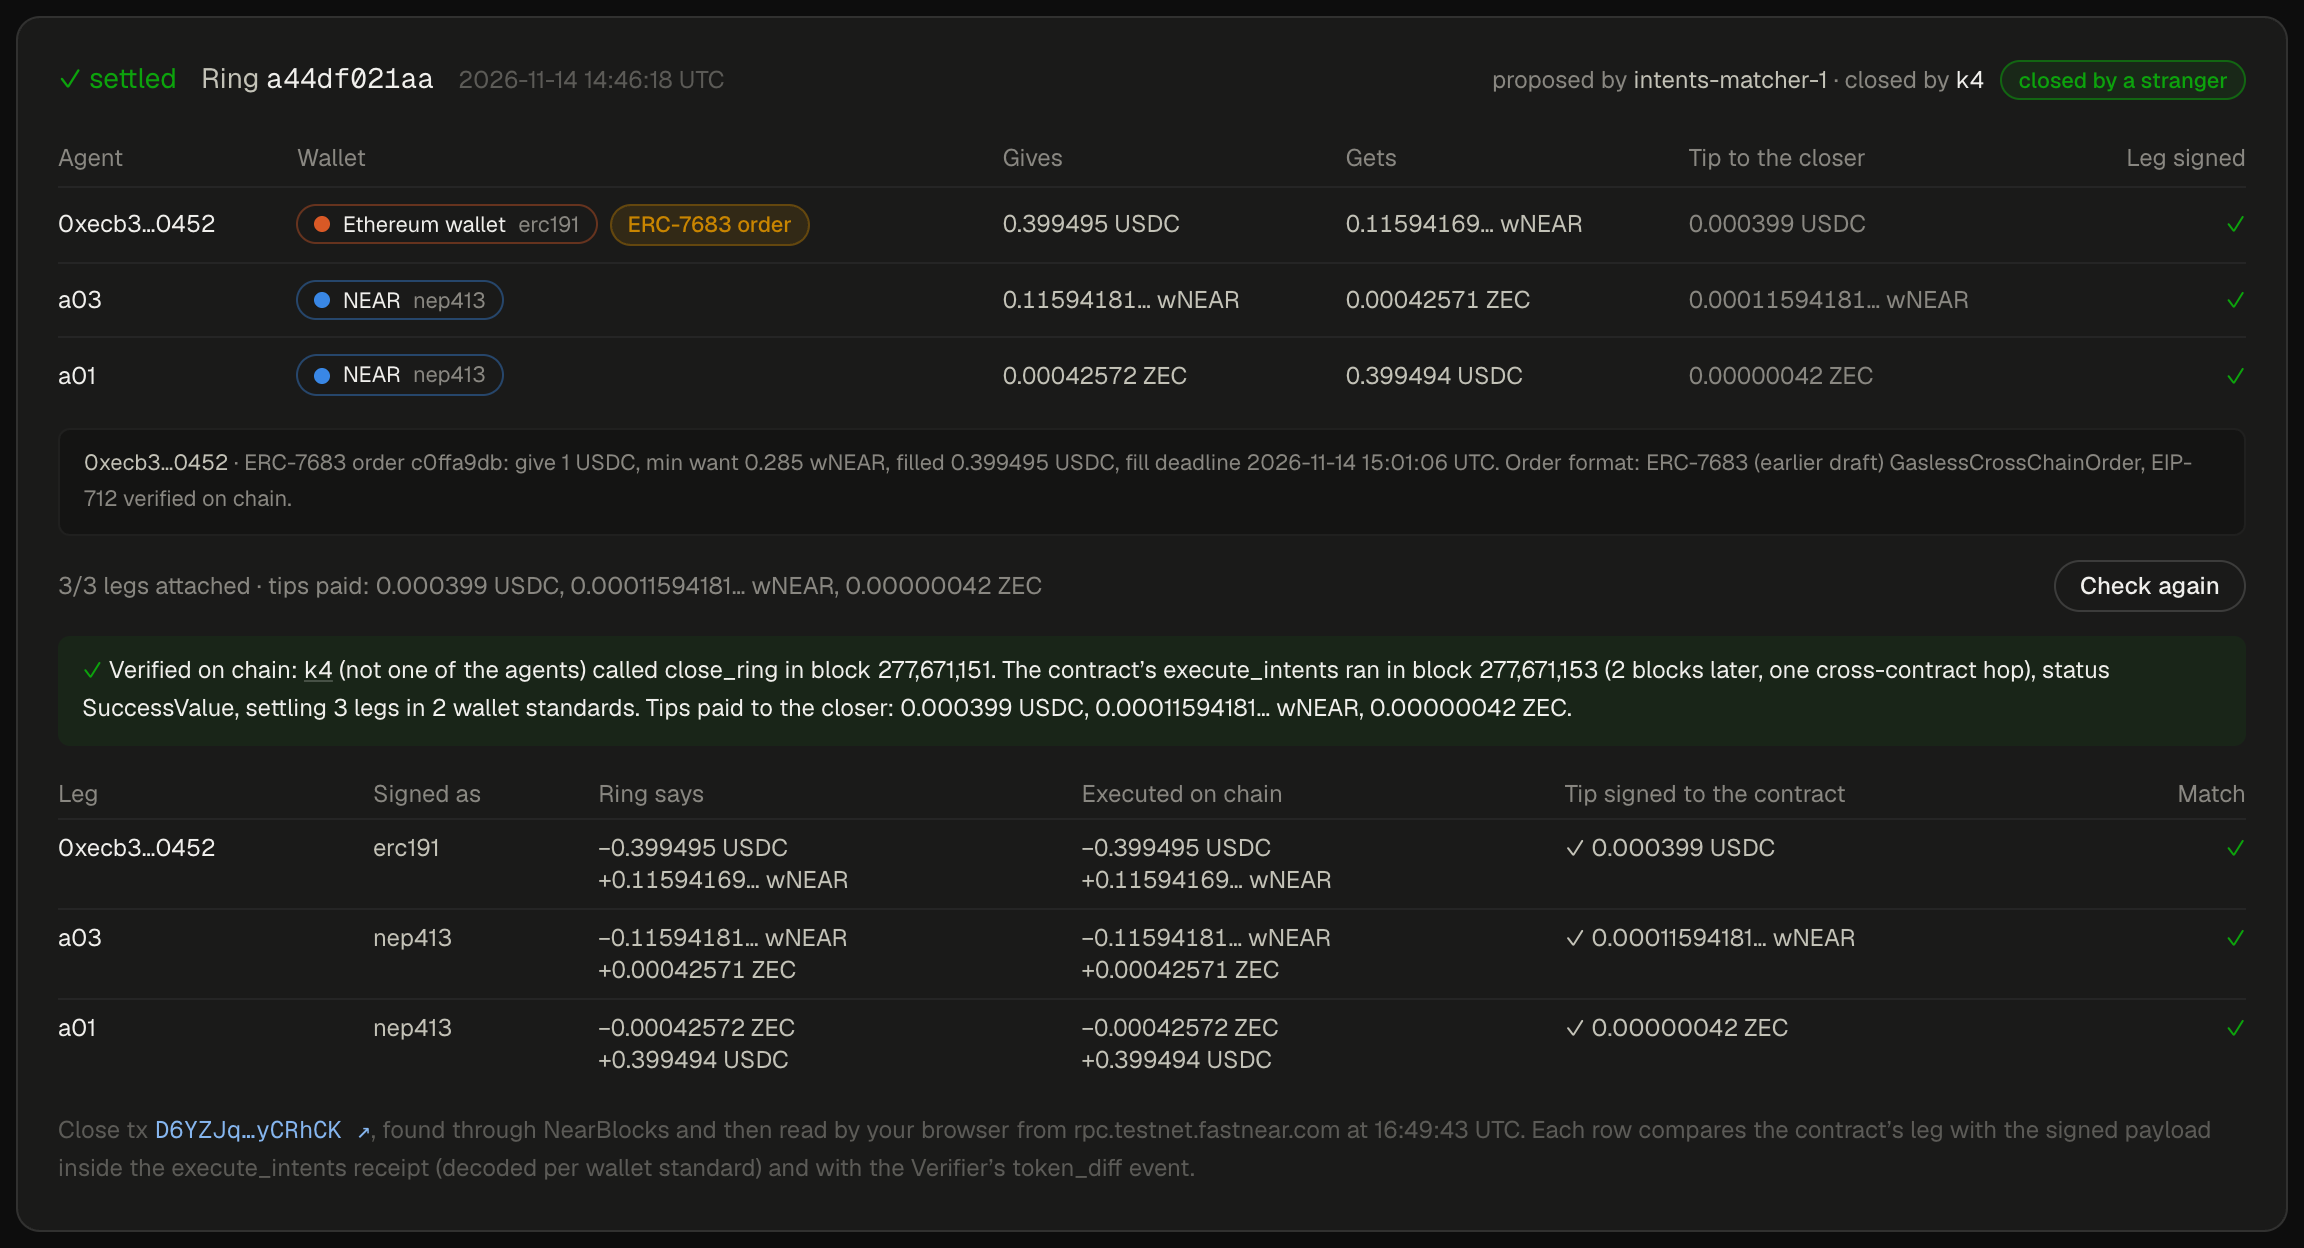 ✓ settled Ring a44df021aa 2026-11-14 14:46:18 UTC proposed by intents-matcher-1 · closed by k4 closed by a stranger
Agent Wallet Gives Gets Tip to the closer Leg signed
0xecb3…0452 Ethereum wallet erc191 ERC-7683 order 0.399495 USDC 0.11594169… wNEAR 0.000399 USDC ✓
a03 NEAR nep413 0.11594181… wNEAR 0.00042571 ZEC 0.00011594181… wNEAR ✓
a01 NEAR nep413 0.00042572 ZEC 0.399494 USDC 0.00000042 ZEC ✓
0xecb3…0452 · ERC-7683 order c0ffa9db: give 1 USDC, min want 0.285 wNEAR, filled 0.399495 USDC, fill deadline 2026-11-14 15:01:06 UTC. Order format: ERC-7683 (earlier draft) GaslessCrossChainOrder, EIP-
712 verified on chain.
3/3 legs attached · tips paid: 0.000399 USDC, 0.00011594181… wNEAR, 0.00000042 ZEC Check again
✓ Verified on chain: k4 (not one of the agents) called close_ring in block 277,671,151. The contract’s execute_intents ran in block 277,671,153 (2 blocks later, one cross-contract hop), status
SuccessValue, settling 3 legs in 2 wallet standards. Tips paid to the closer: 0.000399 USDC, 0.00011594181… wNEAR, 0.00000042 ZEC.
Leg Signed as Ring says Executed on chain Tip signed to the contract Match
0xecb3…0452 erc191 −0.399495 USDC −0.399495 USDC ✓ 0.000399 USDC ✓
+0.11594169… wNEAR +0.11594169… wNEAR
a03 nep413 −0.11594181… wNEAR −0.11594181… wNEAR ✓ 0.00011594181… wNEAR ✓
+0.00042571 ZEC +0.00042571 ZEC
a01 nep413 −0.00042572 ZEC −0.00042572 ZEC ✓ 0.00000042 ZEC ✓
+0.399494 USDC +0.399494 USDC
Close tx D6YZJq…yCRhCK ↗, found through NearBlocks and then read by your browser from rpc.testnet.fastnear.com at 16:49:43 UTC. Each row compares the contract’s leg with the signed payload
inside the execute_intents receipt (decoded per wallet standard) and with the Verifier’s token_diff event.